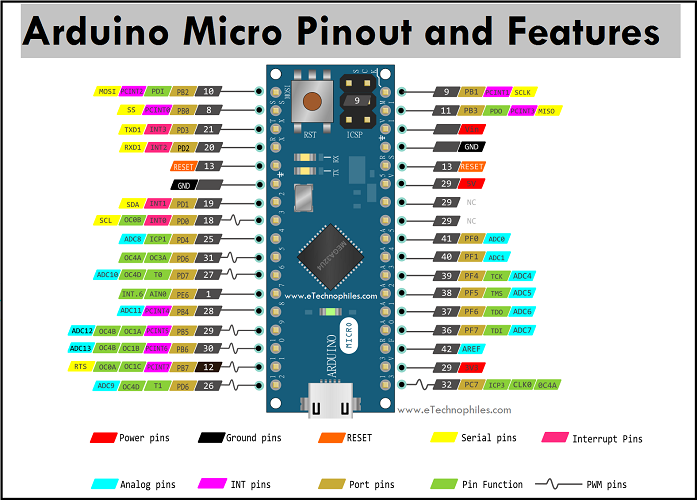 Arduino Micro Pinout and Features
MOSI PCINT2 PDI PB2 10
SS PCINT0 PB0 8
TXD1 INT3 PD3 21
RXD1 INT2 PD2 20
RESET 13
GND
SDA INT1 PD1 19
SCL OC0B INT0 PD0 18
ADC8 ICP1 PD4 25
OC4A OC3A PD6 31
ADC10 OC4D T0 PD7 27
INT.6 AIN0 PE6 1
ADC11 PCINT4 PB4 28
ADC12 OC4B OC1A PCINT5 PB5 29
ADC13 OC4B OC1B PCINT6 PB6 30
RTS OC0A OC1C PCINT7 PB7 12
ADC9 OC4D T1 PD6 26
MOSI
RST
9
ICSP
RX
TX
MEGA32U4
www.eTechnophiles.com
ARDUINO
MICRO
9 PB1 PCINT1 SCLK
11 PB3 PDO PCINT3 MISO
GND
13 RESET
29
29 NC
29 NC
41 PF0 ADC0
40 PF1 ADC1
39 PF4 TCK ADC4
38 PF5 TMS ADC5
37 PF6 TDO ADC6
36 PF7 TDI ADC7
42 AREF
29
32 PC7 ICP3 CLK0 OC4A
www.eTechnophiles.com
Power pins
Ground pins
RESET
Serial pins
Interrupt Pins
Analog pins
INT pins
Port pins
Pin Function
PWM pins